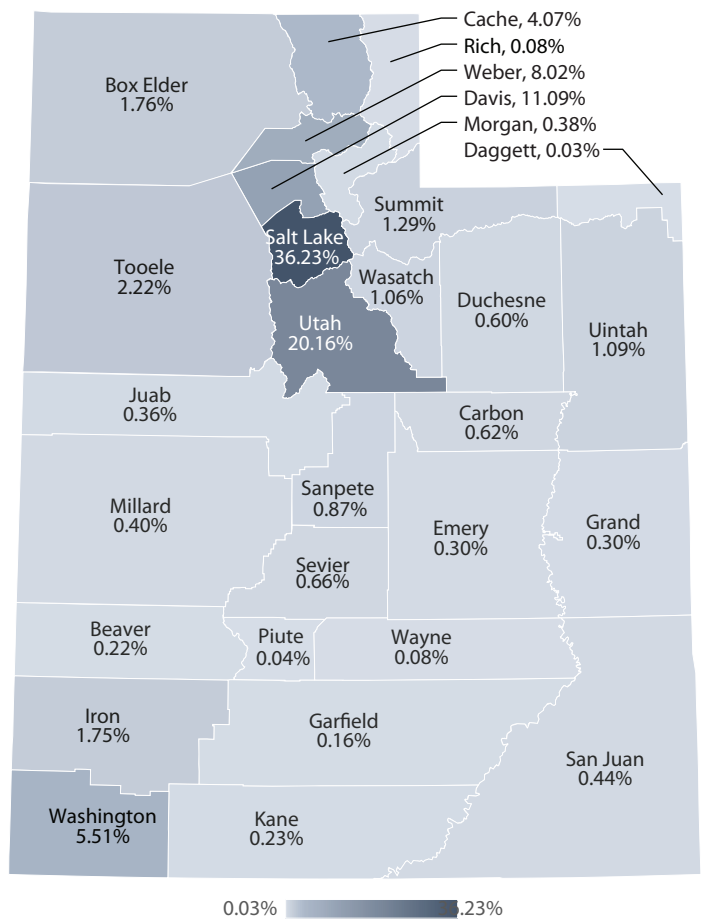 Cache, 4.07%
Rich, 0.08%
Weber, 8.02%
Davis, 11.09%
Morgan, 0.38%
Daggett, 0.03%
Box Elder
1.76%
Summit
1.29%
Salt Lake
36.23%
Tooele
2.22%
Wasatch
1.06%
Duchesne
0.60%
Uintah
1.09%
Utah
20.16%
Juab
0.36%
Carbon
0.62%
Sanpete
0.87%
Millard
0.40%
Emery
0.30%
Grand
0.30%
Sevier
0.66%
Beaver
0.22%
Piute
0.04%
Wayne
0.08%
Iron
1.75%
Garfield
0.16%
San Juan
0.44%
Washington
5.51%
Kane
0.23%
0.03% .23%